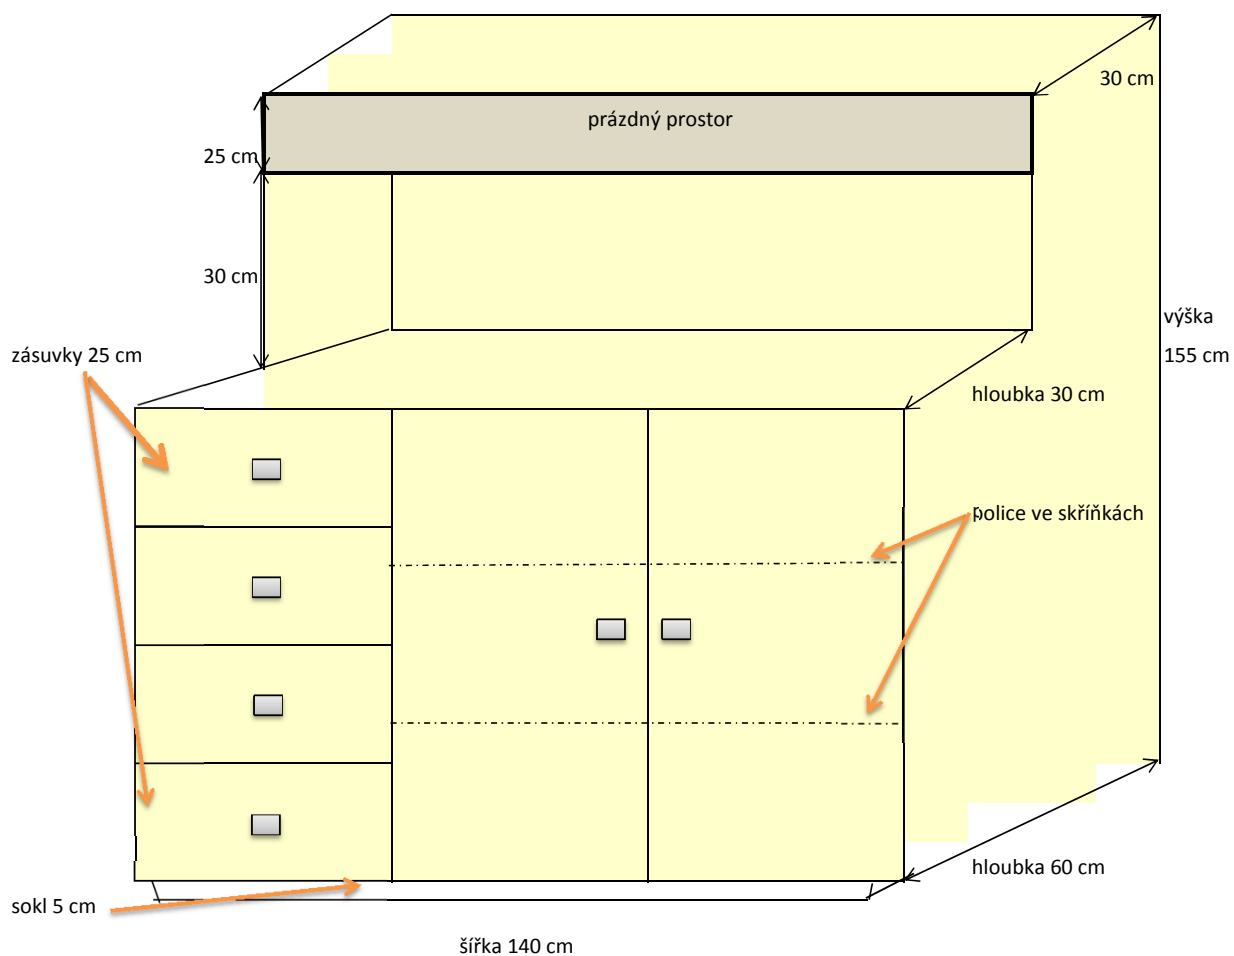 30 cm
prázdný prostor
25 cm
30 cm
výška
155 cm
zásuvky 25 cm
hloubka 30 cm
police ve skříňkách
hloubka 60 cm
sokl 5 cm
šířka 140 cm